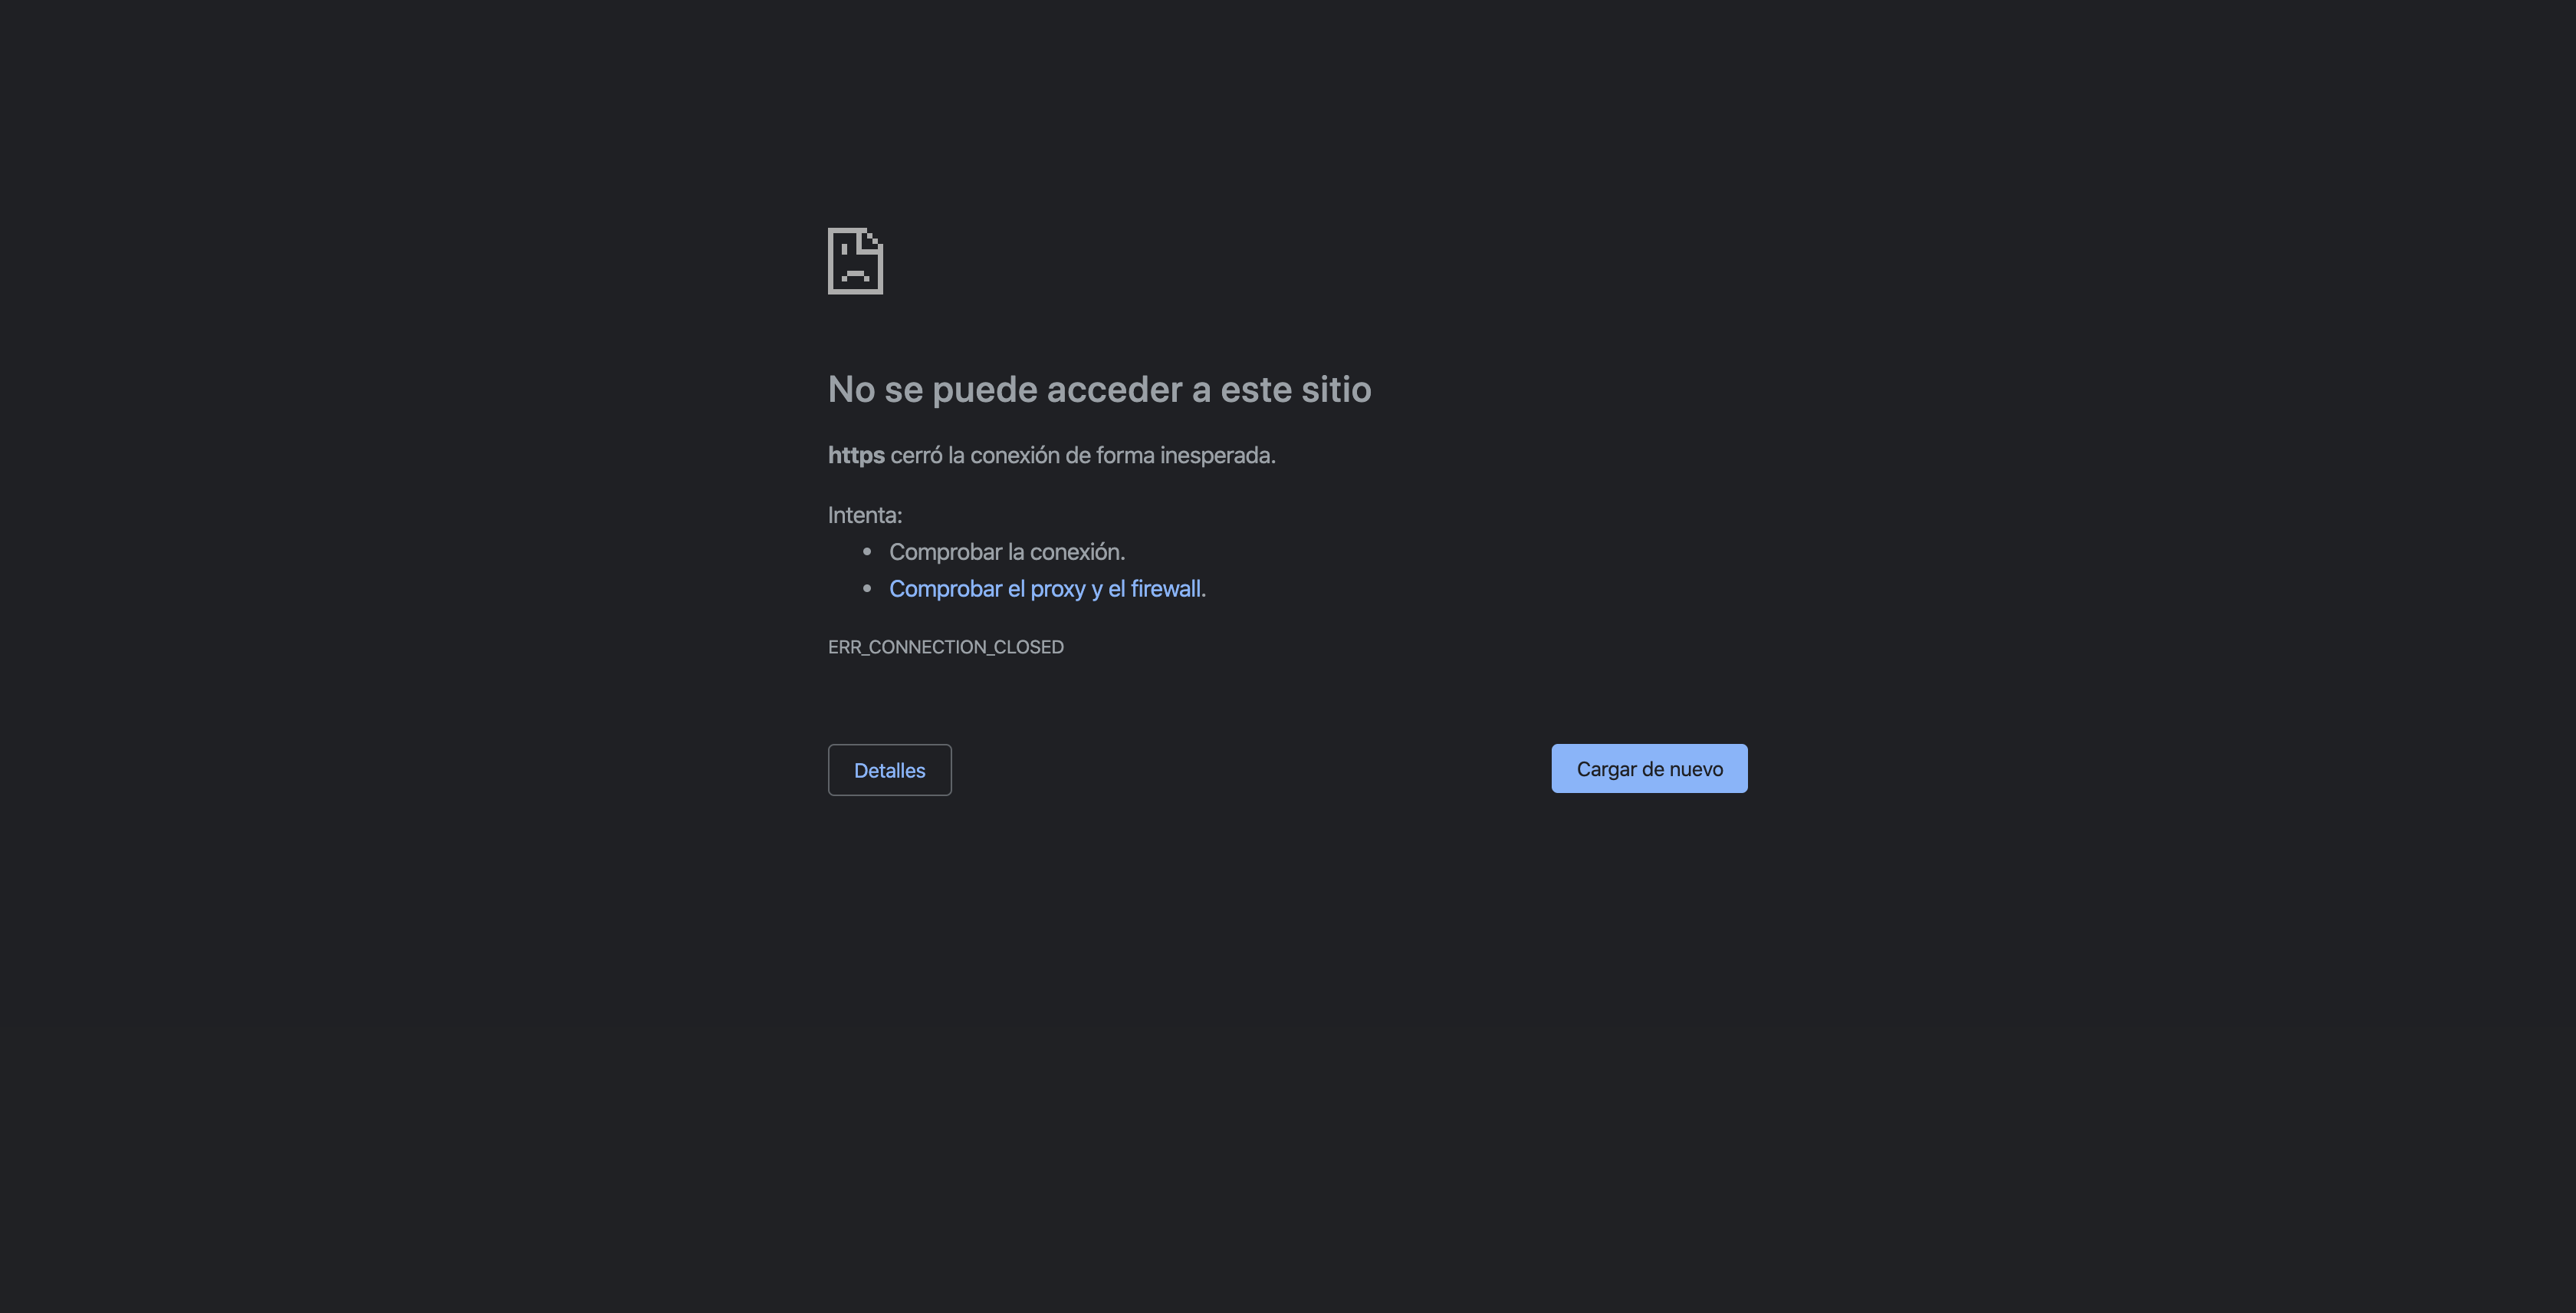 No se puede acceder a este sitio
https cerró la conexión de forma inesperada.
Intenta:
Comprobar la conexión.
Comprobar el proxy y el firewall.
ERR_CONNECTION_CLOSED
Detalles
Cargar de nuevo